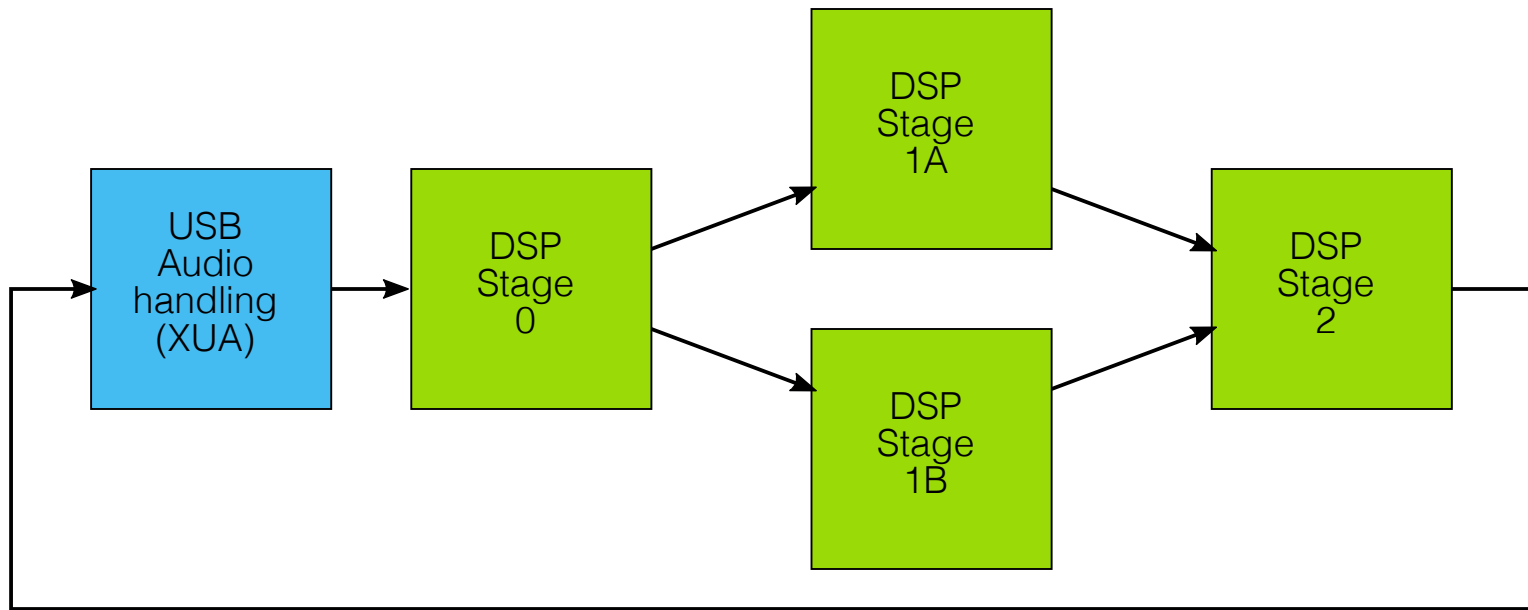 USB
Audio
handling
(XUA)
DSP
Stage
0
DSP
Stage
1A
DSP
Stage
1B
DSP
Stage
2